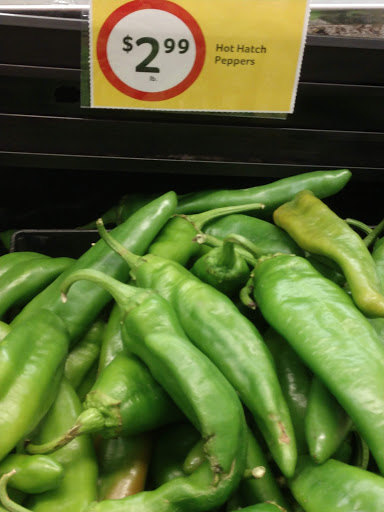 $2.99
lb.
Hot Hatch
Peppers